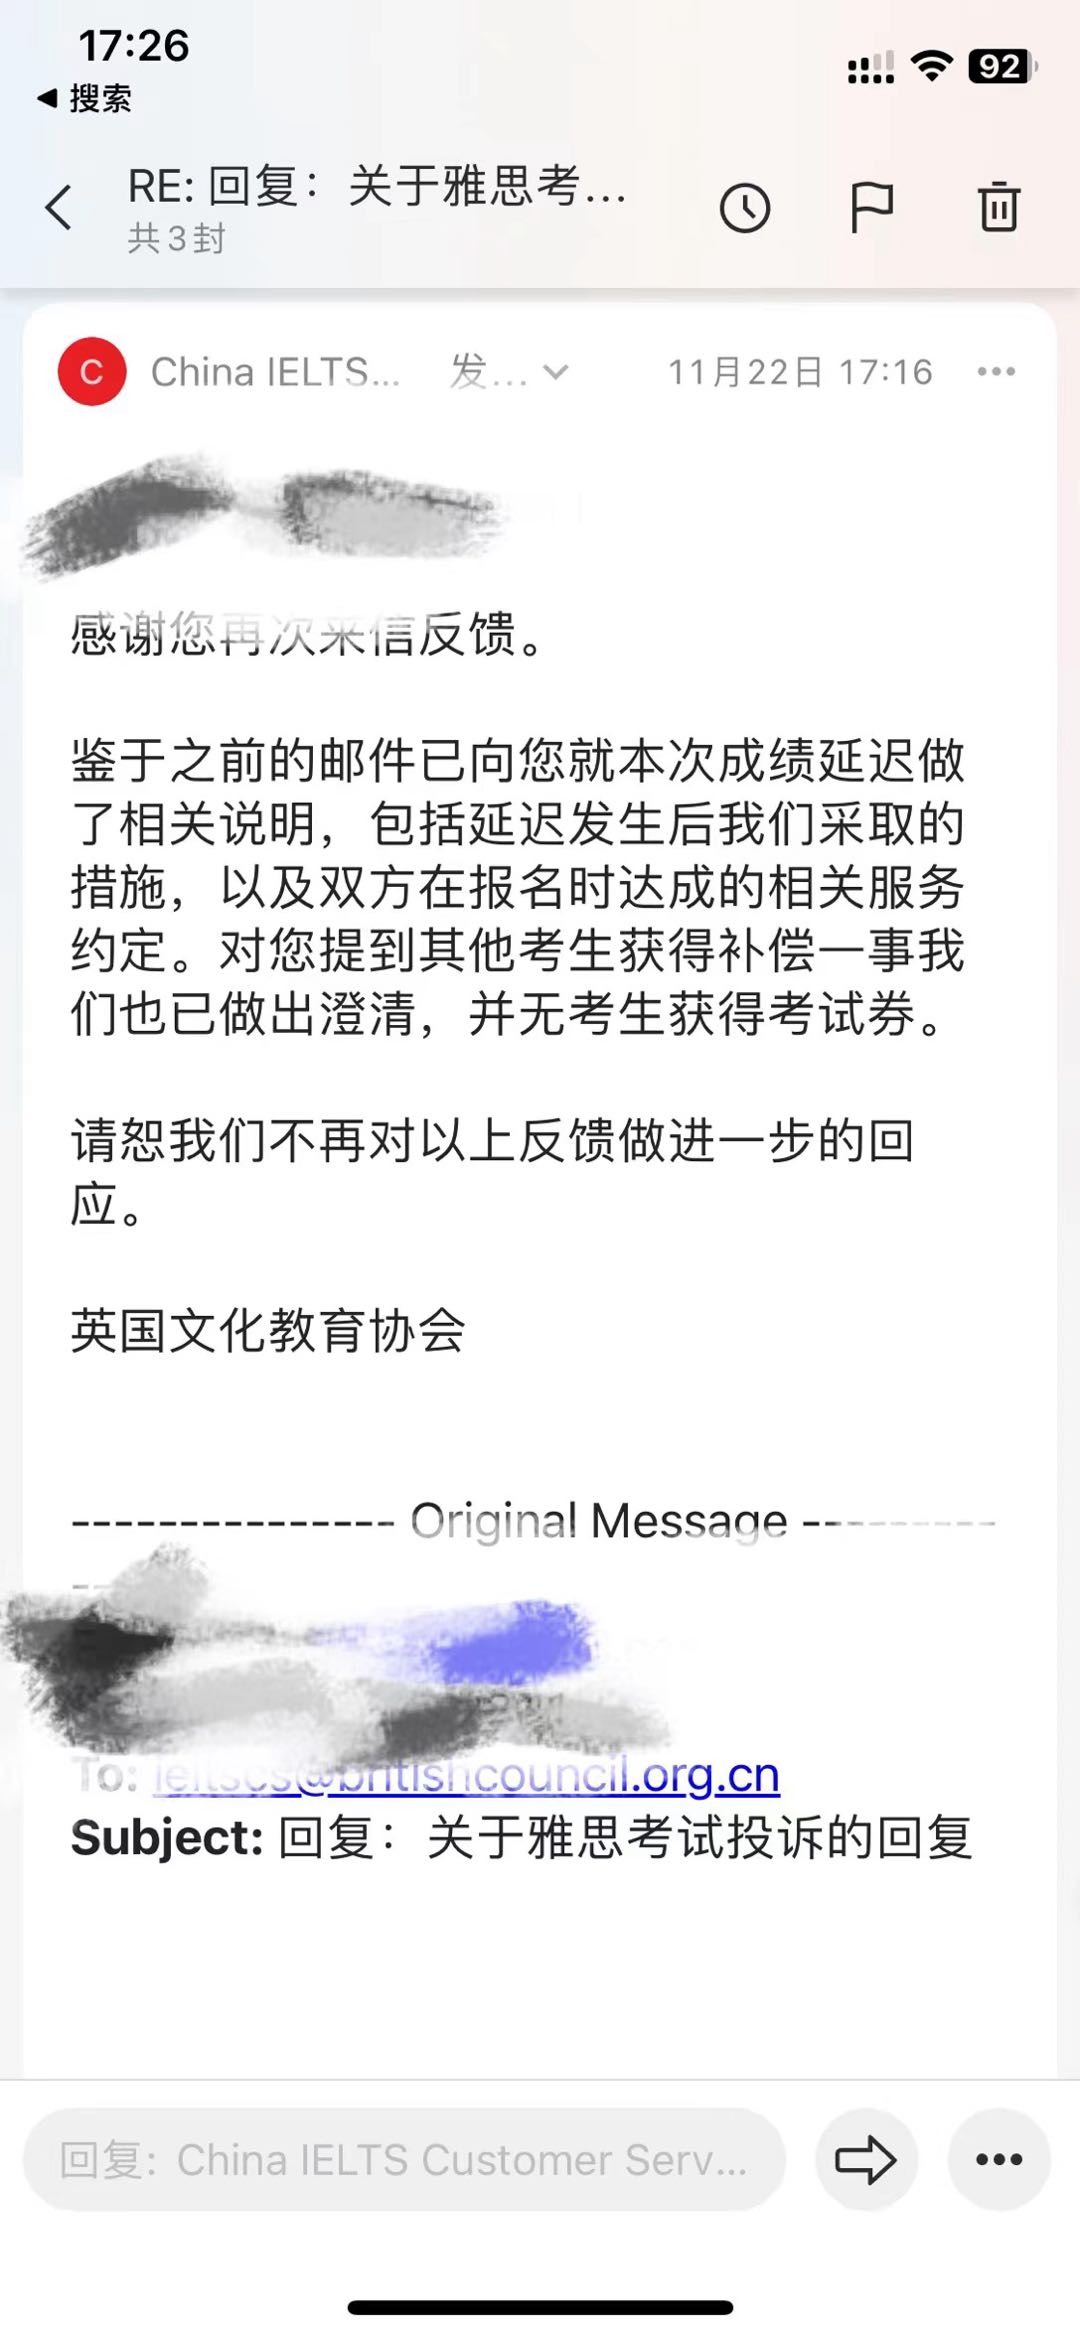 17:26
92
◀ 搜索
RE: 回复：关于雅思考...
共3封
C China IELTS... 发... 11月22日 17:16
感谢您再次来信反馈。
鉴于之前的邮件已向您就本次成绩延迟做
了相关说明，包括延迟发生后我们采取的
措施，以及双方在报名时达成的相关服务
约定。对您提到其他考生获得补偿一事我
们也已做出澄清，并无考生获得考试券。
请恕我们不再对以上反馈做进一步的回
应。
英国文化教育协会
--------------- Original Message ---------
To: ieltscs@britishcouncil.org.cn
Subject: 回复：关于雅思考试投诉的回复
回复: China IELTS Customer Serv...